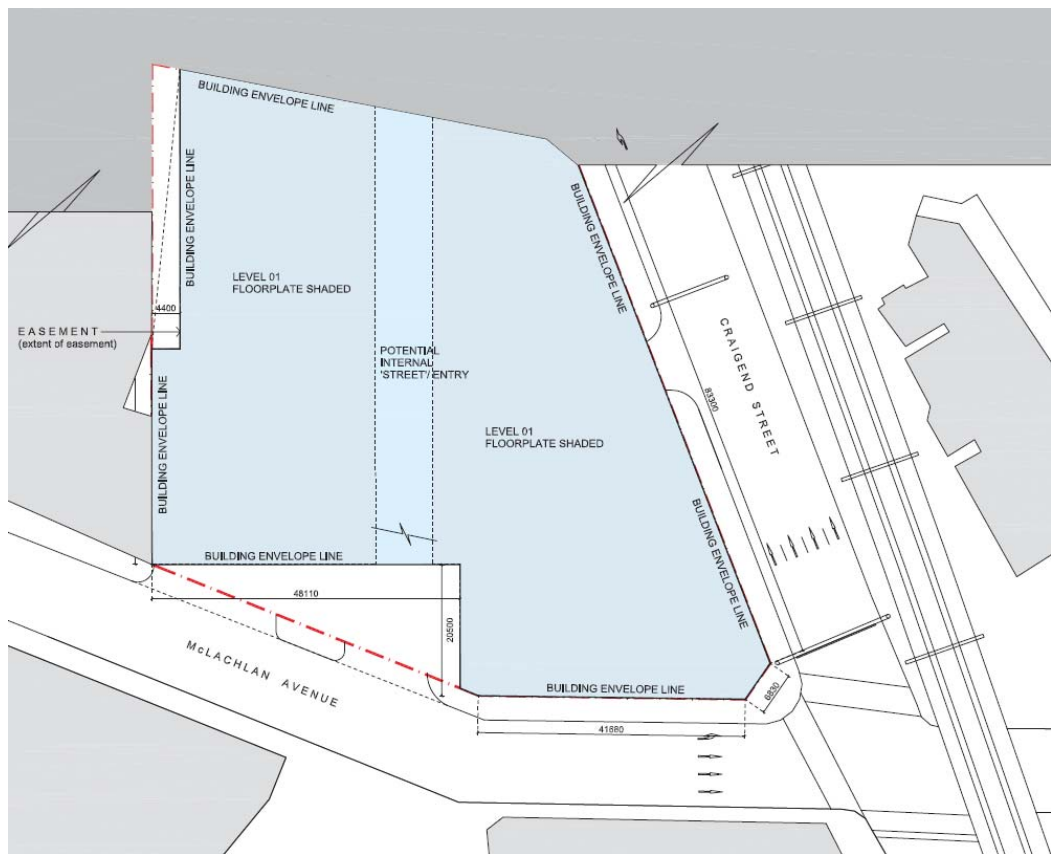 BUILDING ENVELOPE LINE
BUILDING ENVELOPE LINE
BUILDING ENVELOPE LINE
LEVEL 01
FLOORPLATE SHADED
4400
EASEMENT
(extent of easement)
POTENTIAL
INTERNAL
'STREET'/ ENTRY
CRAIGEND STREET
83300
LEVEL 01
FLOORPLATE SHADED
BUILDING ENVELOPE LINE
BUILDING ENVELOPE LINE
BUILDING ENVELOPE LINE
48110
20500
McLACHLAN AVENUE
BUILDING ENVELOPE LINE
6830
41680